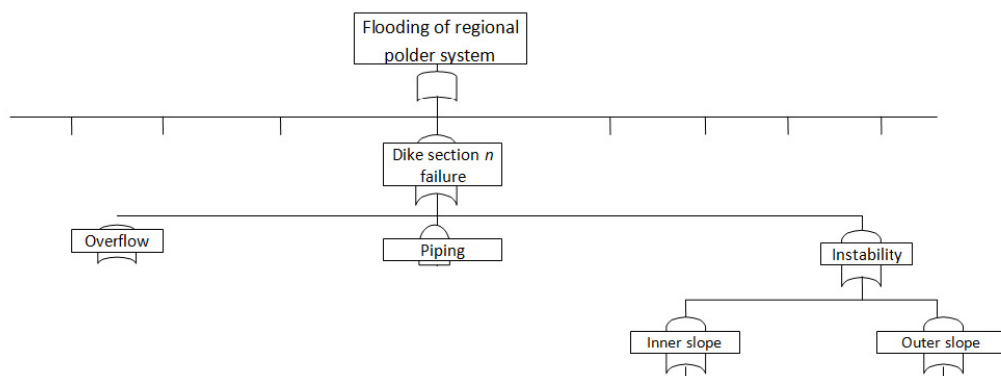 Flooding of regional
polder system
Dike section n
failure
Overflow
Piping
Instability
Inner slope
Outer slope